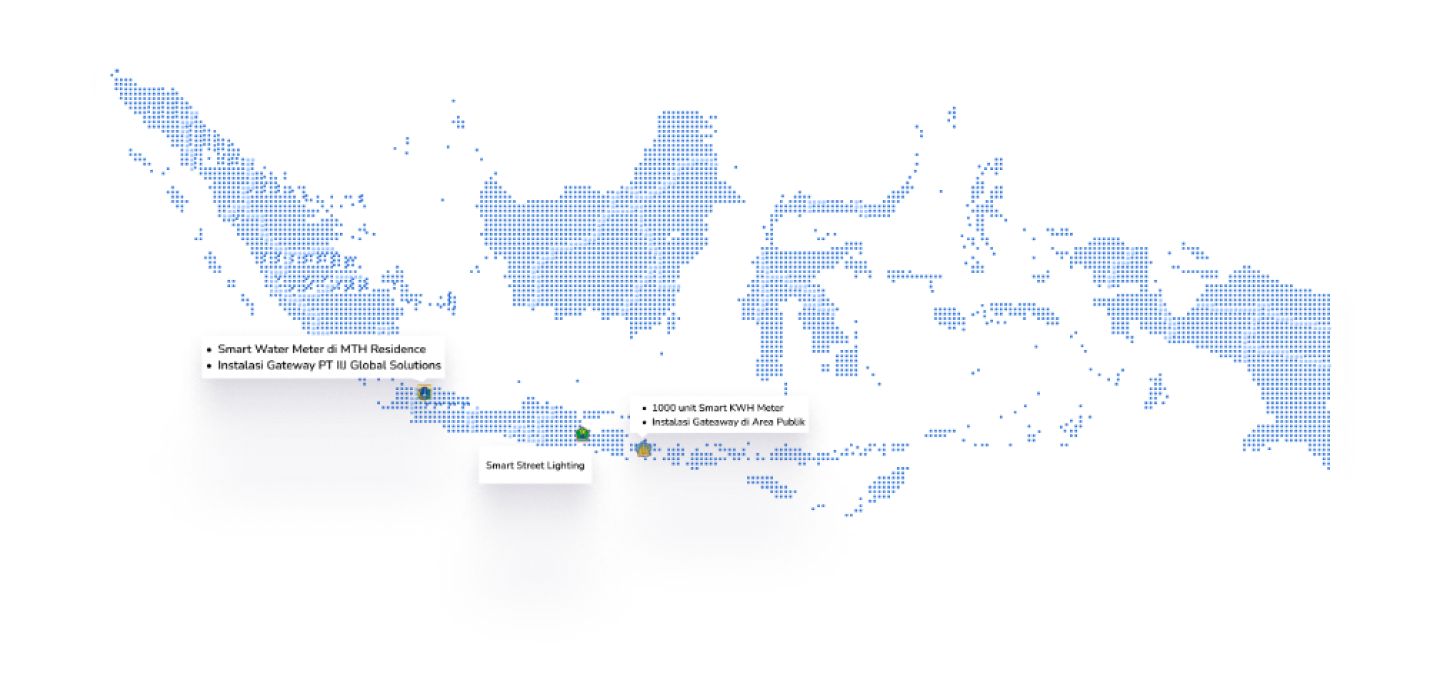 Smart Water Meter di MTH Residence
Instalasi Gateway PT IIJ Global Solutions
1000 unit Smart KWH Meter
Instalasi Gateaway di Area Publik
Smart Street Lighting